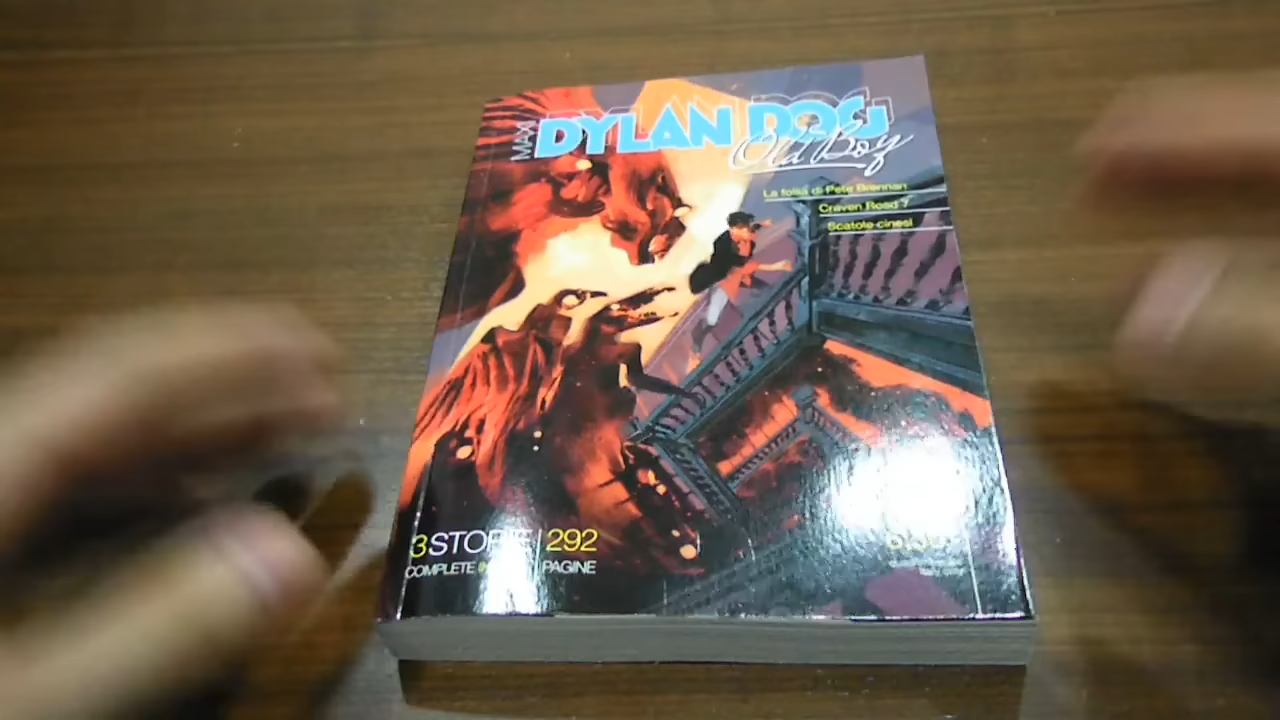 MAXI DYLAN DOG
Old Boy
La follia di Pete Brennan
Craven Road 7
Scatole cinesi
3 STORIE | 292
COMPLETE PAGINE